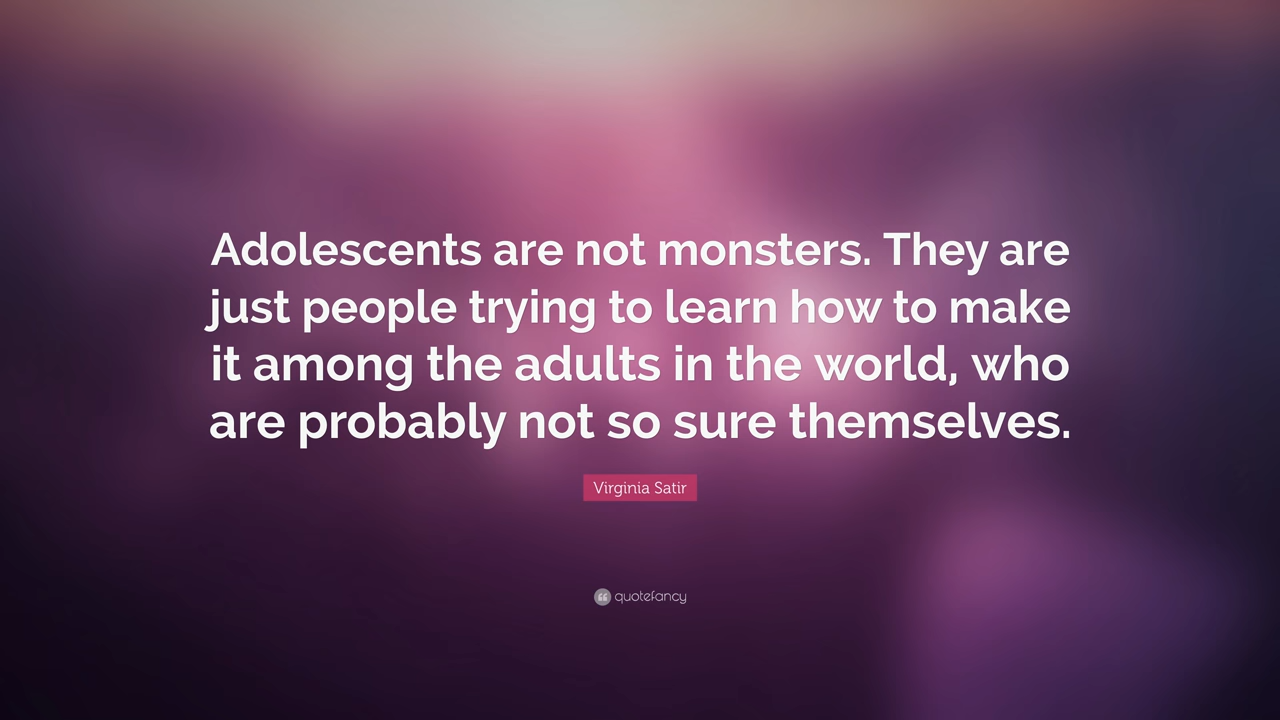 Adolescents are not monsters. They are
just people trying to learn how to make
it among the adults in the world, who
are probably not so sure themselves.
Virginia Satir
quotefancy